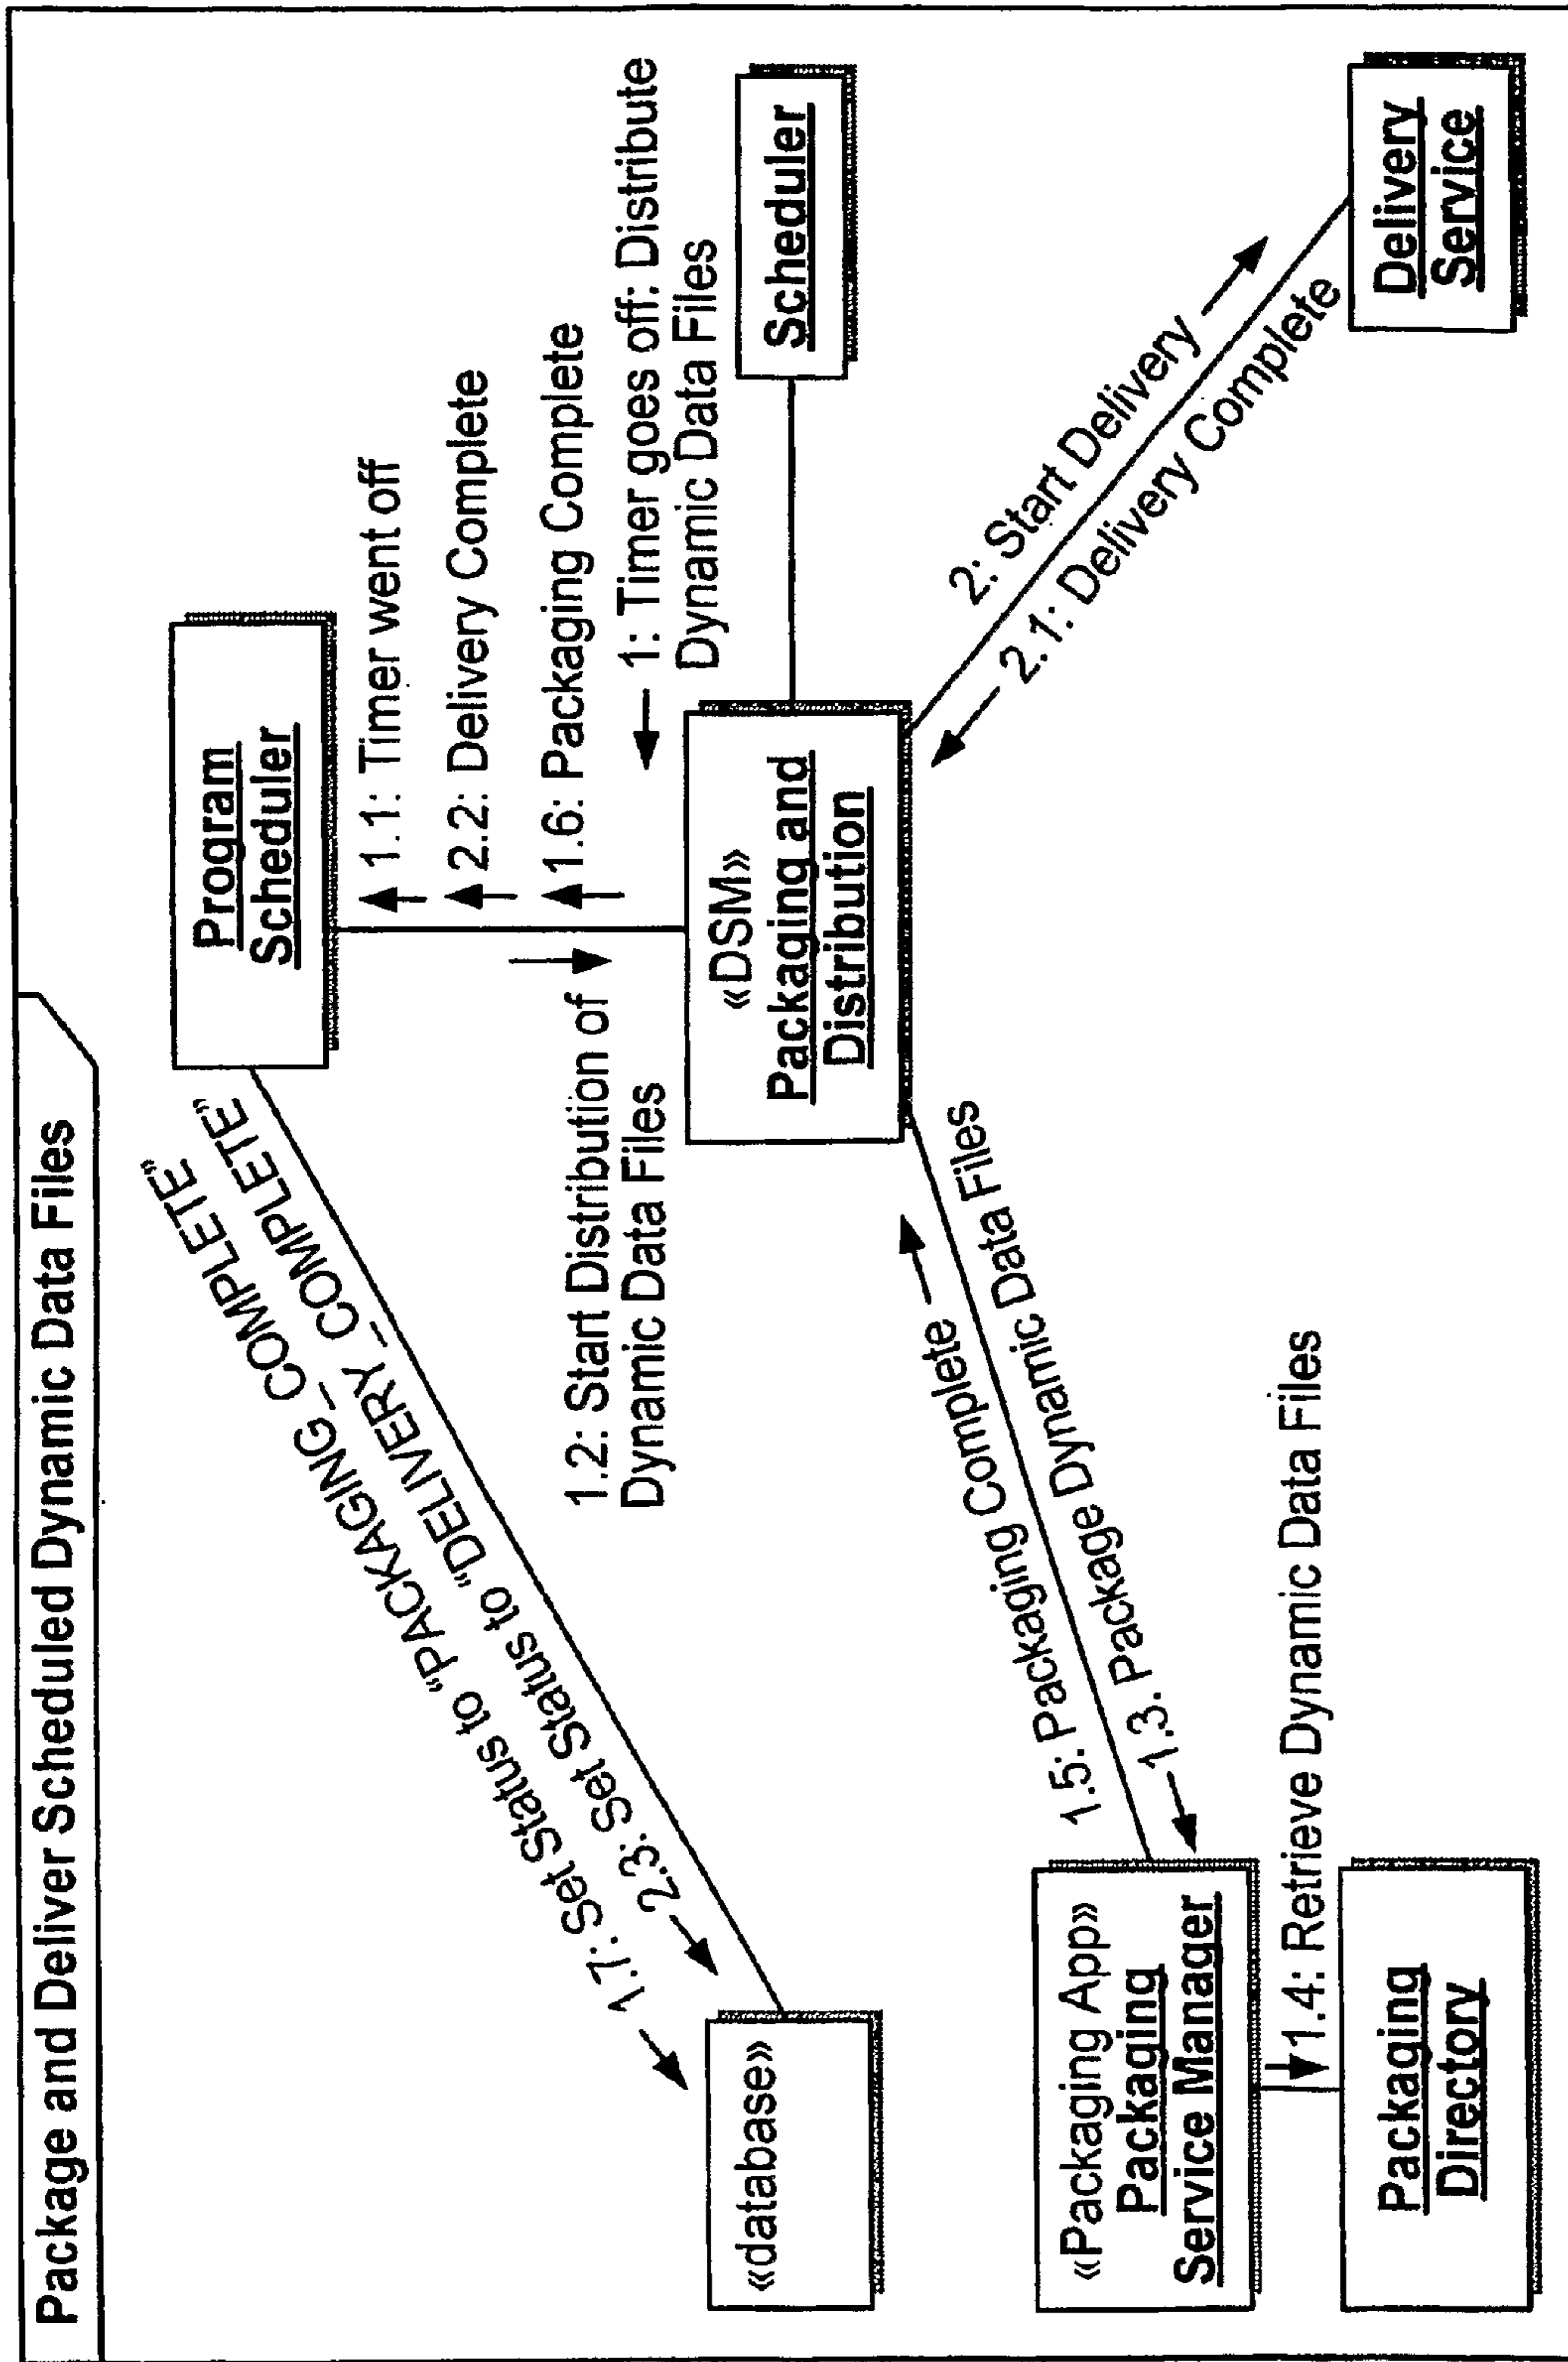 Package and Deliver Scheduled Dynamic Data Files
Program
Scheduler
1.7: Set Status to "PACKAGING_COMPLETE"
2.3: Set Status to "DELIVERY_COMPLETE"
1.1: Timer went off
2.2: Delivery Complete
1.6: Packaging Complete
1.2: Start Distribution of
Dynamic Data Files
1: Timer goes off: Distribute
Dynamic Data Files
«database»
«DSM»
Packaging and
Distribution
Scheduler
1.5: Packaging Complete
1.3. Package Dynamic Data Files
2: Start Delivery
2.1: Delivery Complete
«Packaging App»
Packaging
Service Manager
1.4: Retrieve Dynamic Data Files
Packaging
Directory
Delivery
Service